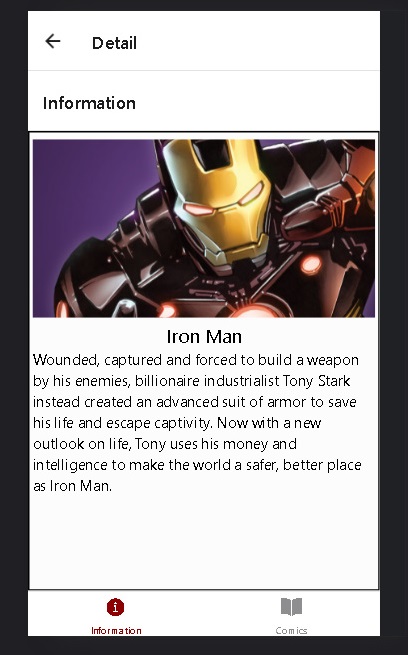 Detail
Information
Iron Man
Wounded, captured and forced to build a weapon
by his enemies, billionaire industrialist Tony Stark
instead created an advanced suit of armor to save
his life and escape captivity. Now with a new
outlook on life, Tony uses his money and
intelligence to make the world a safer, better place
as Iron Man.
Information
Comics